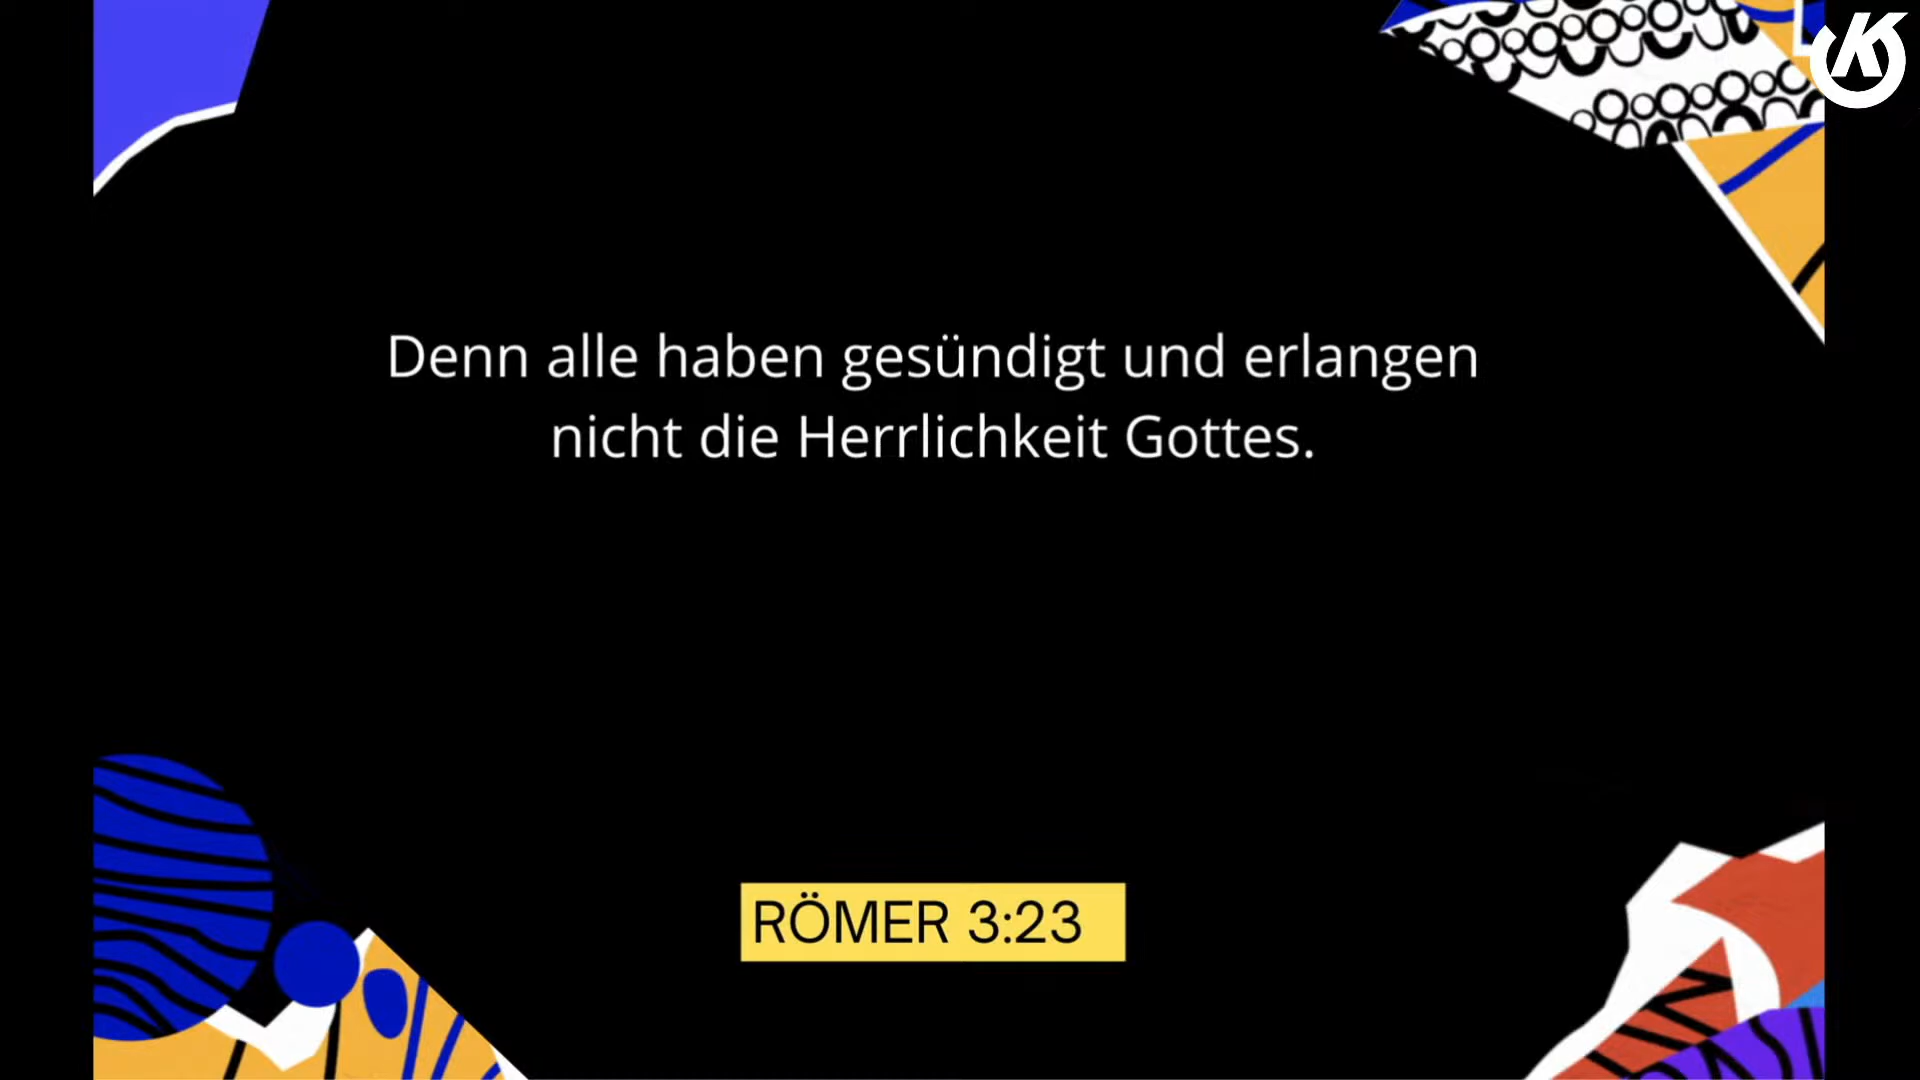 Denn alle haben gesündigt und erlangen
nicht die Herrlichkeit Gottes.
RÖMER 3:23